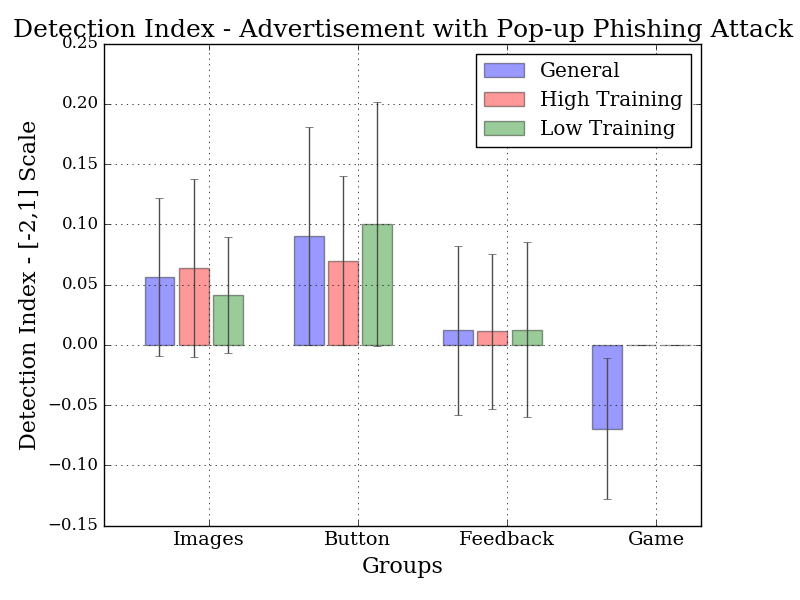 Detection Index - Advertisement with Pop-up Phishing Attack
0.25
0.20
0.15
0.10
0.05
0.00
−0.05
−0.10
−0.15
Detection Index - [-2,1] Scale
General
High Training
Low Training
Images Button Feedback Game
Groups